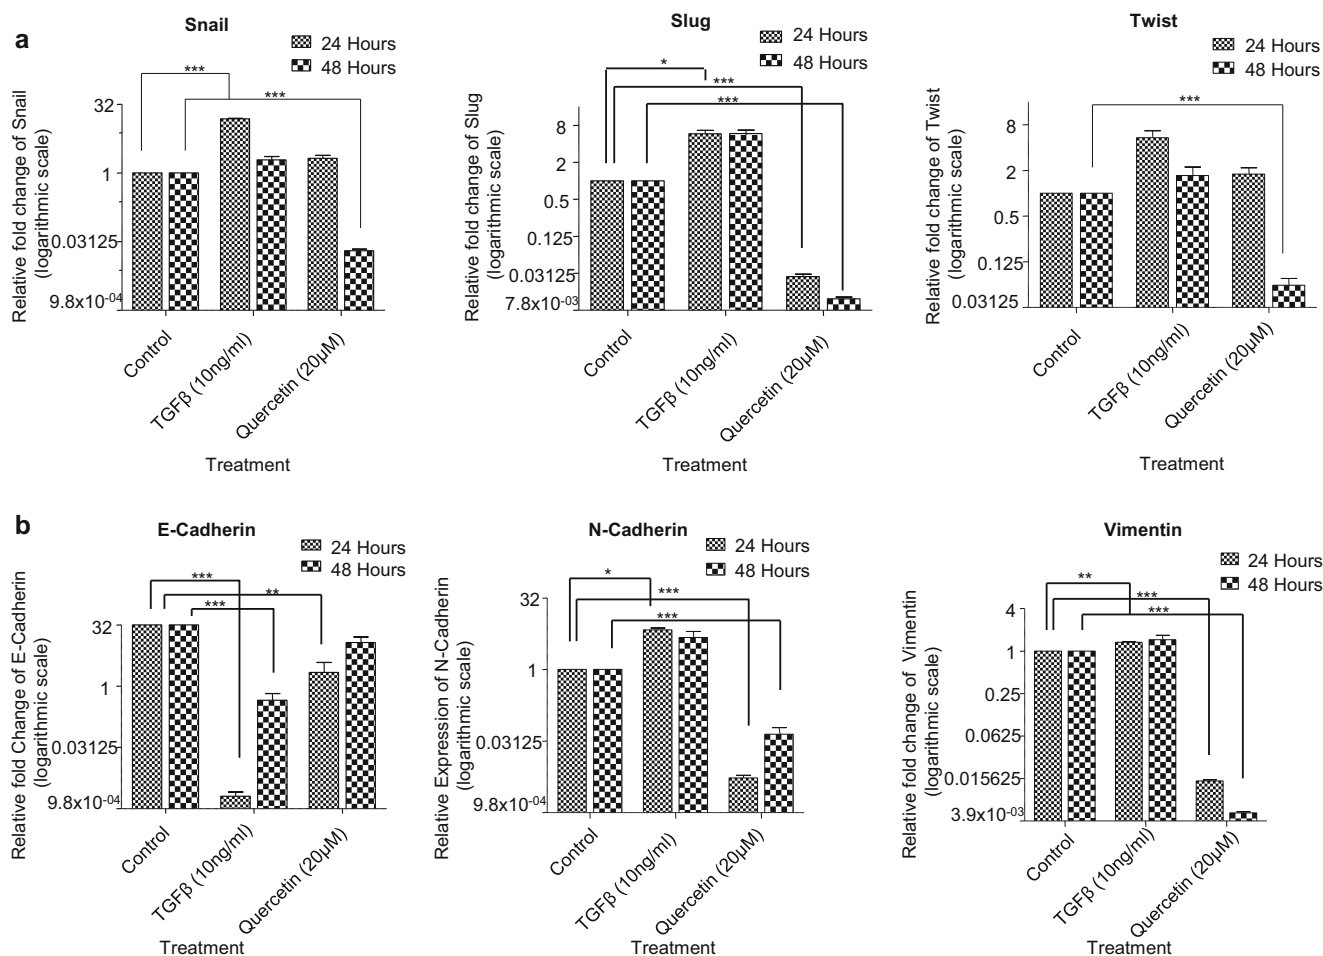 a
Snail
24 Hours
48 Hours
***
***
Relative fold change of Snail
(logarithmic scale)
32
1
0.03125
9.8x10-04
Control
TGFβ (10ng/ml)
Quercetin (20µM)
Treatment
Slug
24 Hours
48 Hours
*
***
***
Relative fold change of Slug
(logarithmic scale)
8
2
0.5
0.125
0.03125
7.8x10-03
Control
TGFβ (10ng/ml)
Quercetin (20µM)
Treatment
Twist
24 Hours
48 Hours
***
Relative fold change of Twist
(logarithmic scale)
8
2
0.5
0.125
0.03125
Control
TGFβ (10ng/ml)
Quercetin (20µM)
Treatment
b
E-Cadherin
24 Hours
48 Hours
***
**
***
Relative fold Change of E-Cadherin
(logarithmic scale)
32
1
0.03125
9.8x10-04
Control
TGFβ (10ng/ml)
Quercetin (20µM)
Treatment
N-Cadherin
24 Hours
48 Hours
*
***
***
Relative Expression of N-Cadherin
(logarithmic scale)
32
1
0.03125
9.8x10-04
Control
TGFβ (10ng/ml)
Quercetin (20µM)
Treatment
Vimentin
24 Hours
48 Hours
**
***
***
Relative fold change of Vimentin
(logarithmic scale)
4
1
0.25
0.0625
0.015625
3.9x10-03
Control
TGFβ (10ng/ml)
Quercetin (20µM)
Treatment